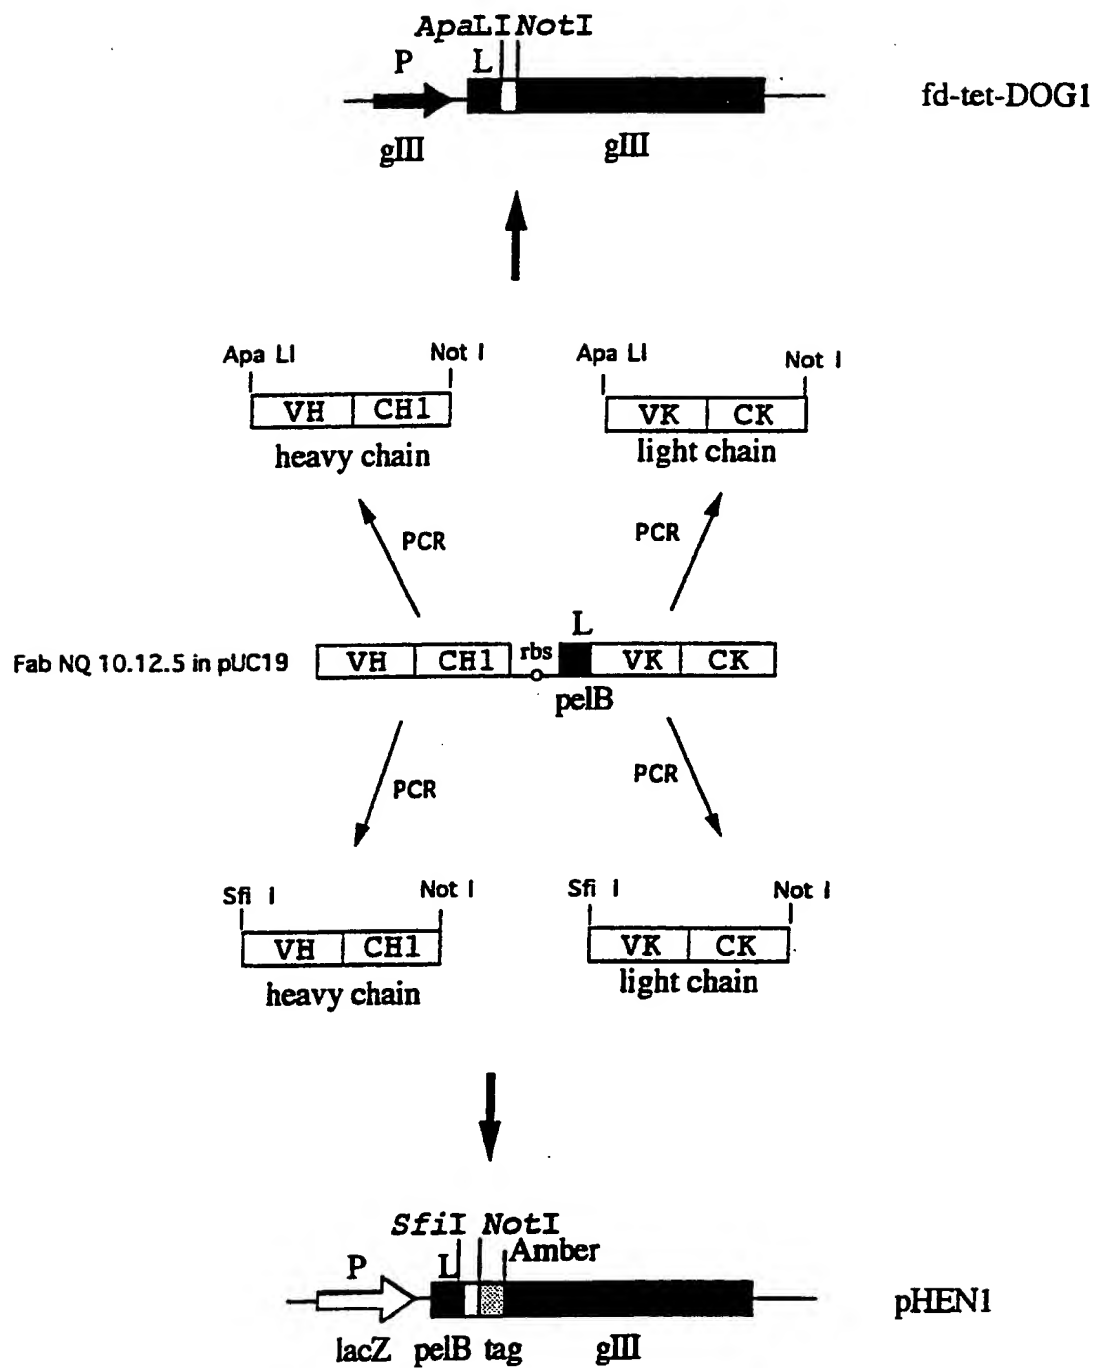 ApaLI NotI
P L
fd-tet-DOG1
gIII gIII
Apa LI Not I Apa LI Not I
VH CH1 VK CK
heavy chain light chain
PCR PCR
L
Fab NQ 10.12.5 in pUC19 VH CH1 rbs VK CK
pelB
PCR PCR
Sfi I Not I Sfi I Not I
VH CH1 VK CK
heavy chain light chain
SfiI NotI
Amber
P L
pHEN1
lacZ pelB tag gIII